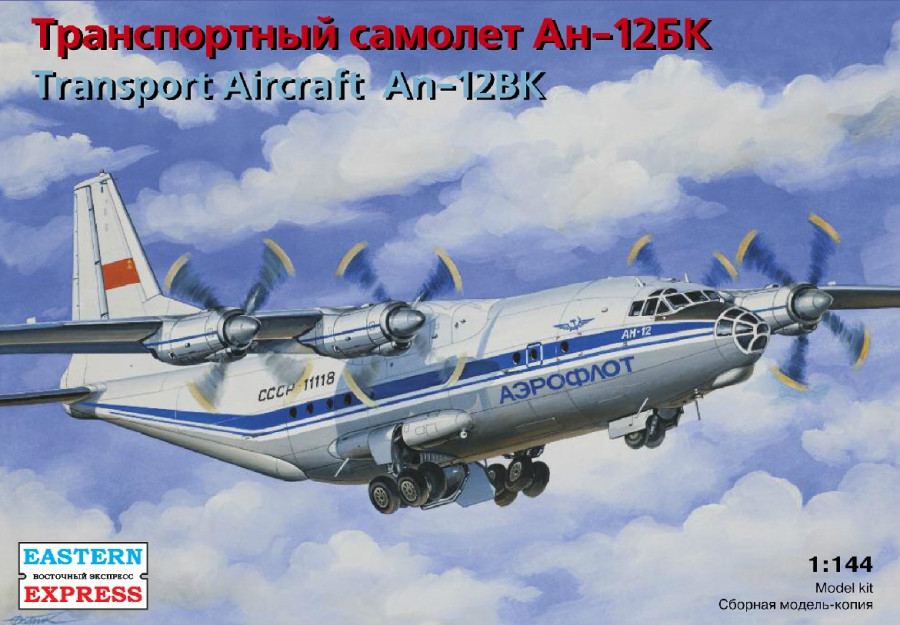 Транспортный самолет Ан-12БК
Transport Aircraft An-12BK
АН-12
АЭРОФЛОТ
СССР-11118
EASTERN
ВОСТОЧНЫЙ ЭКСПРЕСС
EXPRESS
1:144
Model kit
Сборная модель-копия